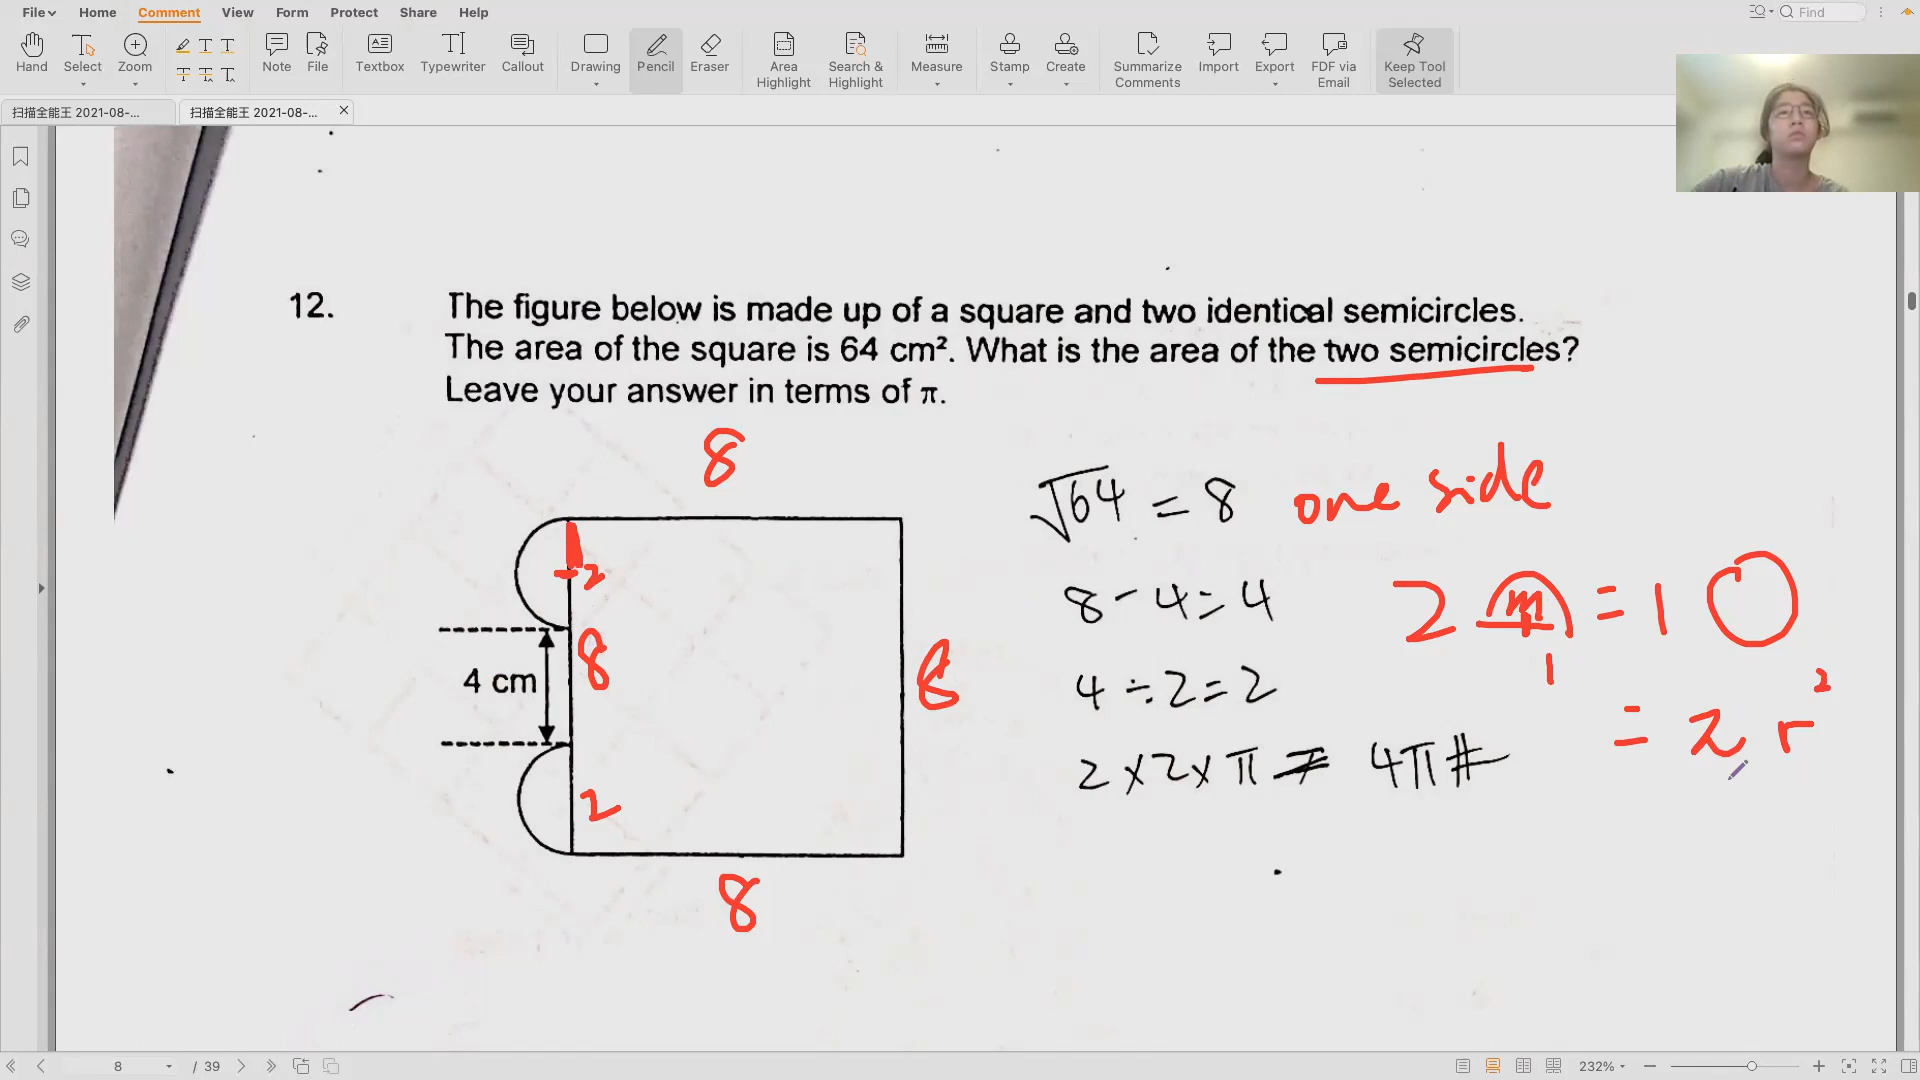 File Home Comment View Form Protect Share Help Find
Hand Select Zoom Note File Textbox Typewriter Callout Drawing Pencil Eraser Area Highlight Search & Highlight Measure Stamp Create Summarize Comments Import Export FDF via Email Keep Tool Selected
扫描全能王 2021-08-... 扫描全能王 2021-08-...
12. The figure below is made up of a square and two identical semicircles.
The area of the square is 64 cm². What is the area of the two semicircles?
Leave your answer in terms of π.
8
√64 = 8 one side
2
8 - 4 = 4
2 = 1
8
4 cm
8
4 ÷ 2 = 2
1
= r²
2 × 2 × π = 4π #
2
8
8 / 39 232%